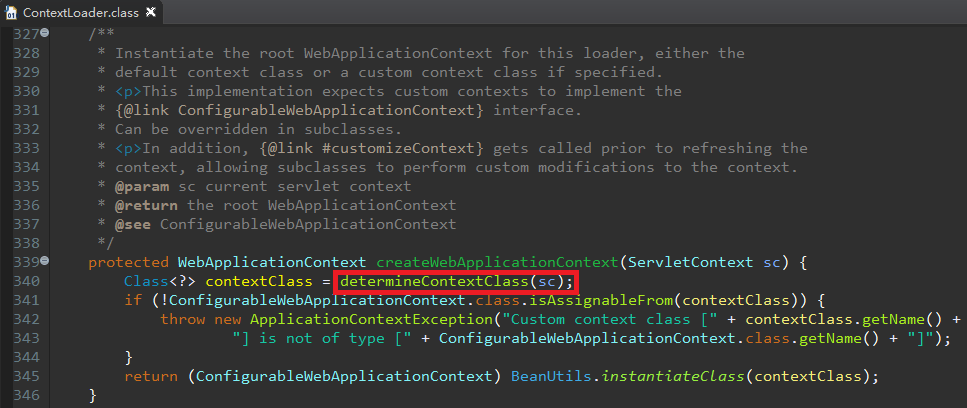 ContextLoader.class
327 /**
328 * Instantiate the root WebApplicationContext for this loader, either the
329 * default context class or a custom context class if specified.
330 * <p>This implementation expects custom contexts to implement the
331 * {@link ConfigurableWebApplicationContext} interface.
332 * Can be overridden in subclasses.
333 * <p>In addition, {@link #customizeContext} gets called prior to refreshing the
334 * context, allowing subclasses to perform custom modifications to the context.
335 * @param sc current servlet context
336 * @return the root WebApplicationContext
337 * @see ConfigurableWebApplicationContext
338 */
339 protected WebApplicationContext createWebApplicationContext(ServletContext sc) {
340 Class<?> contextClass = determineContextClass(sc);
341 if (!ConfigurableWebApplicationContext.class.isAssignableFrom(contextClass)) {
342 throw new ApplicationContextException("Custom context class [" + contextClass.getName() +
343 "] is not of type [" + ConfigurableWebApplicationContext.class.getName() + "]");
344 }
345 return (ConfigurableWebApplicationContext) BeanUtils.instantiateClass(contextClass);
346 }